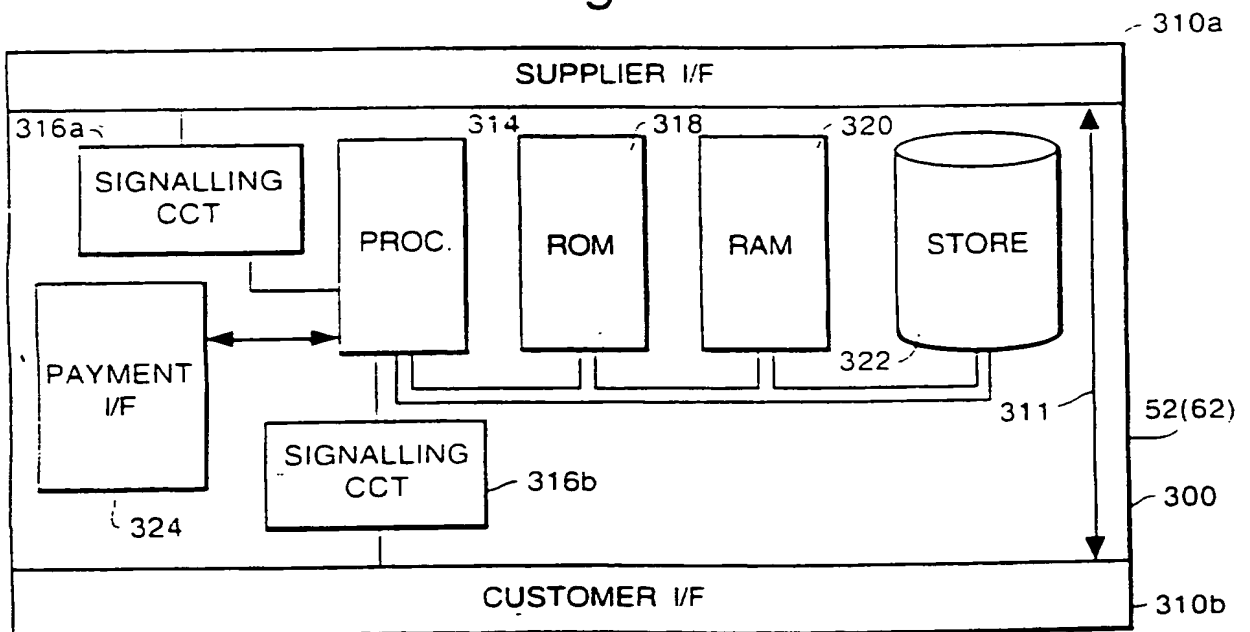 310a
SUPPLIER I/F
316a
314
318
320
SIGNALLING
CCT
PROC.
ROM
RAM
STORE
322
PAYMENT
I/F
311
52(62)
SIGNALLING
CCT
316b
300
324
CUSTOMER I/F
310b